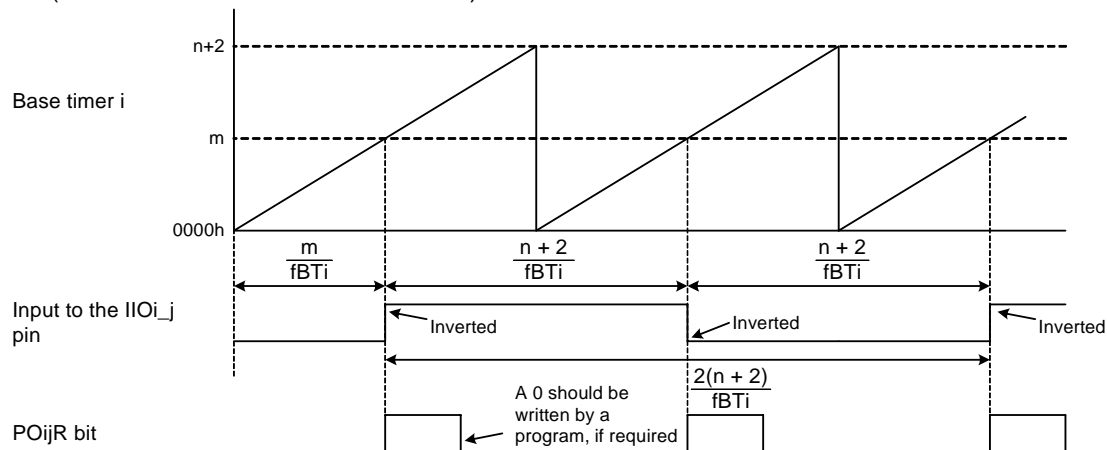 n+2
Base timer i
m
0000h
m
fBTi
n + 2
fBTi
n + 2
fBTi
Input to the IIOi_j
pin
Inverted
Inverted
Inverted
2(n + 2)
fBTi
A 0 should be
written by a
program, if required
POijR bit